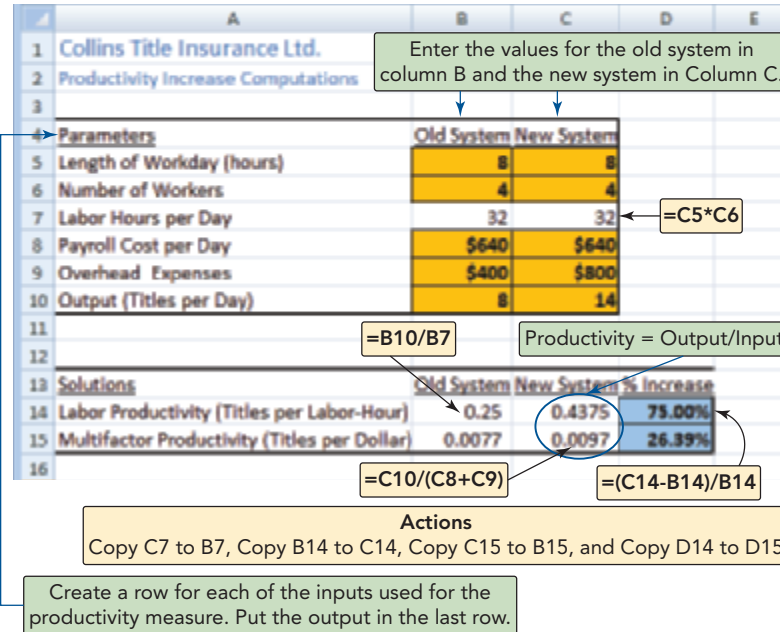 A B C D E
1 Collins Title Insurance Ltd.
Enter the values for the old system in
column B and the new system in Column C.
2 Productivity Increase Computations
3
4 Parameters Old System New System
5 Length of Workday (hours) 8 8
6 Number of Workers 4 4
7 Labor Hours per Day 32 32
=C5*C6
8 Payroll Cost per Day $640 $640
9 Overhead Expenses $400 $800
10 Output (Titles per Day) 8 14
11
=B10/B7
Productivity = Output/Input
12
13 Solutions Old System New System % Increase
14 Labor Productivity (Titles per Labor-Hour) 0.25 0.4375 75.00%
15 Multifactor Productivity (Titles per Dollar) 0.0077 0.0097 26.39%
16
=C10/(C8+C9)
=(C14-B14)/B14
Actions
Copy C7 to B7, Copy B14 to C14, Copy C15 to B15, and Copy D14 to D15
Create a row for each of the inputs used for the
productivity measure. Put the output in the last row.